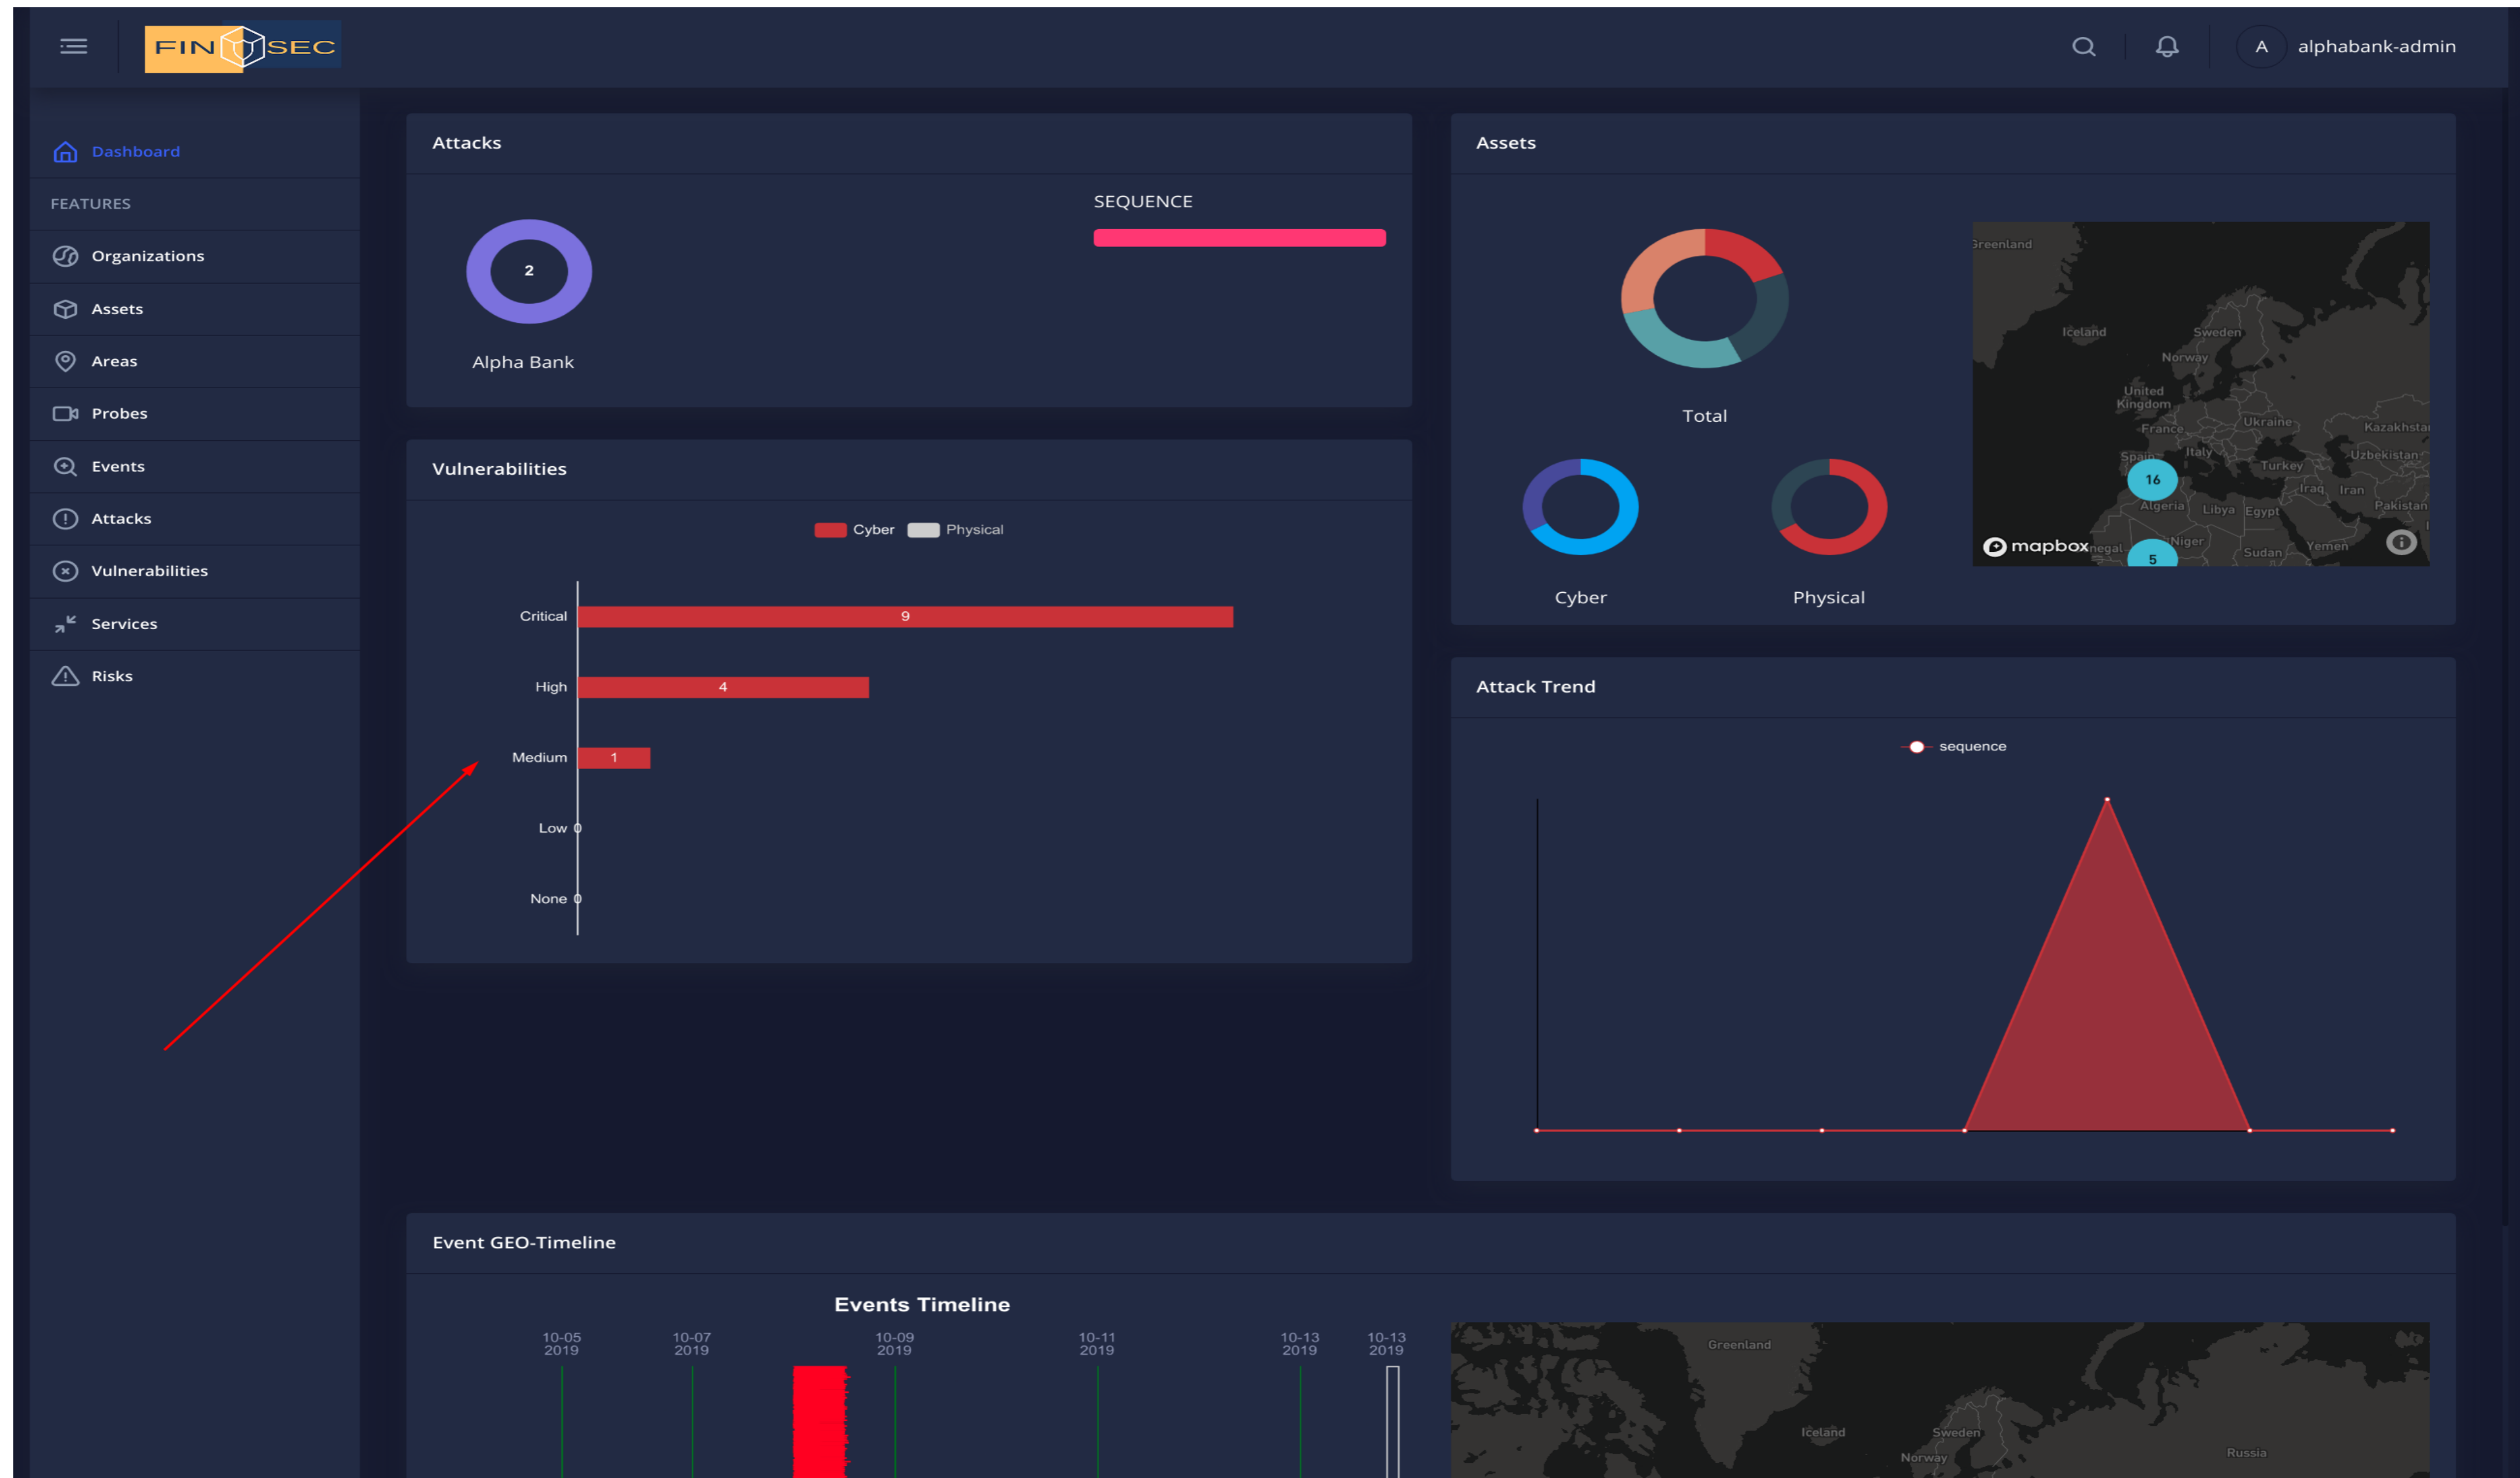 FINSEC
A alphabank-admin
Dashboard
FEATURES
Organizations
Assets
Areas
Probes
Events
Attacks
Vulnerabilities
Services
Risks
Attacks
2
Alpha Bank
SEQUENCE
Vulnerabilities
Cyber Physical
Critical 9
High 4
Medium 1
Low 0
None 0
Assets
Total
Cyber
Physical
Greenland
Iceland
Sweden
Norway
United
Kingdom
Ukraine
France
Kazakhsta
Spain
Italy
Uzbekistan
Turkey
16
Iraq Iran
Algeria Libya Egypt
Pakistan
mapbox
negal
Niger
Sudan
Yemen
5
Attack Trend
sequence
Event GEO-Timeline
Events Timeline
10-05 10-07 10-09 10-11 10-13 10-13
2019 2019 2019 2019 2019 2019
Greenland
Iceland
Sweden
Norway
Russia